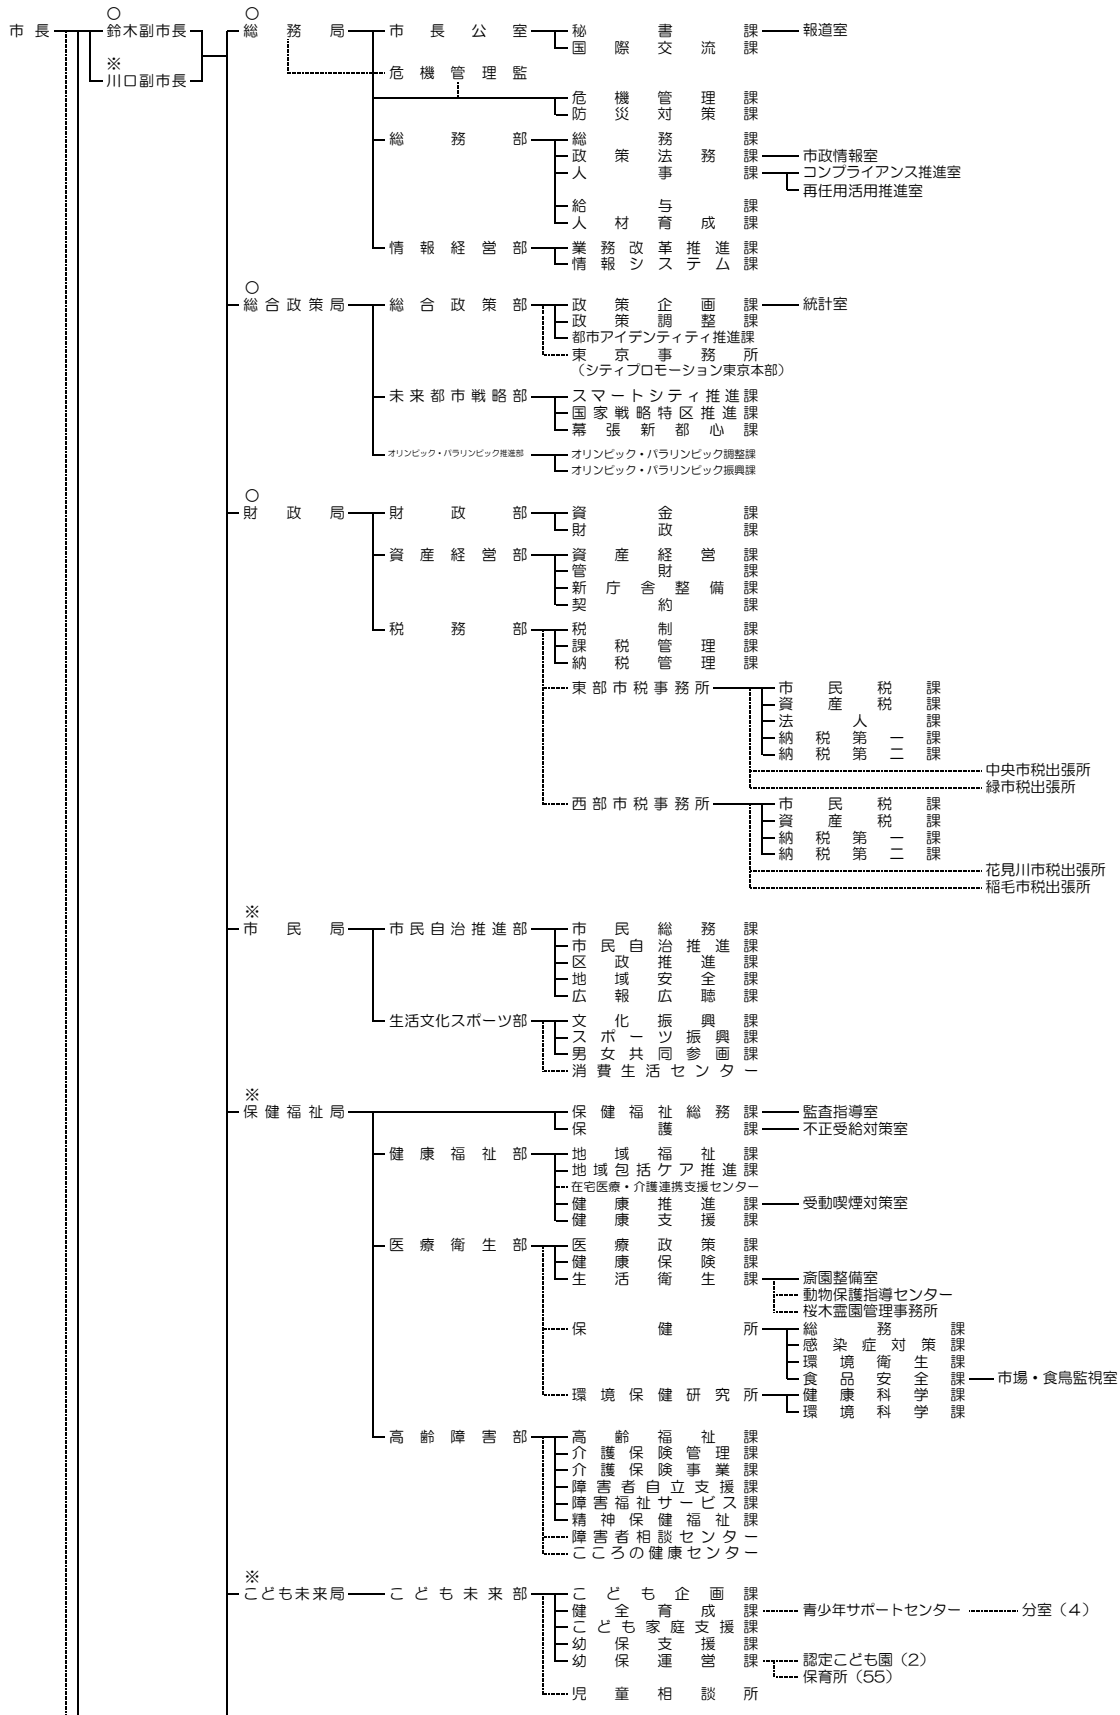 ○ ○
市長 鈴木副市長 総務局 市長公室 秘書課 報道室
国際交流課
※
川口副市長 危機管理監
危機管理課
防災対策課
総務部 総務課
政策法務課 市政情報室
人事課 コンプライアンス推進室
再任用活用推進室
給与課
人材育成課
情報経営部 業務改革推進課
情報システム課
○
総合政策局 総合政策部 政策企画課 統計室
政策調整課
都市アイデンティティ推進課
東京事務所
（シティプロモーション東京本部）
未来都市戦略部 スマートシティ推進課
国家戦略特区推進課
幕張新都心課
オリンピック・パラリンピック推進部 オリンピック・パラリンピック調整課
オリンピック・パラリンピック振興課
○
財政局 財政部 資金課
財政課
資産経営部 資産経営課
管財課
新庁舎整備課
契約課
税務部 税制課
課税管理課
納税管理課
東部市税事務所 市民税課
資産税課
法人課
納税第一課
納税第二課
中央市税出張所
緑市税出張所
西部市税事務所 市民税課
資産税課
納税第一課
納税第二課
花見川市税出張所
稲毛市税出張所
※
市民局 市民自治推進部 市民総務課
市民自治推進課
区政推進課
地域安全課
広報広聴課
生活文化スポーツ部 文化振興課
スポーツ振興課
男女共同参画課
消費生活センター
※
保健福祉局 保健福祉総務課 監査指導室
保護課 不正受給対策室
健康福祉部 地域福祉課
地域包括ケア推進課
在宅医療・介護連携支援センター
健康推進課 受動喫煙対策室
健康支援課
医療衛生部 医療政策課
健康保険課
生活衛生課 斎園整備室
動物保護指導センター
桜木霊園管理事務所
保健所 総務課
感染症対策課
環境衛生課
食品安全課 市場・食鳥監視室
環境保健研究所 健康科学課
環境科学課
高齢障害部 高齢福祉課
介護保険管理課
介護保険事業課
障害者自立支援課
障害福祉サービス課
精神保健福祉課
障害者相談センター
こころの健康センター
※
こども未来局 こども未来部 こども企画課
健全育成課 青少年サポートセンター 分室（4）
こども家庭支援課
幼保支援課
幼保運営課 認定こども園（2）
保育所（55）
児童相談所